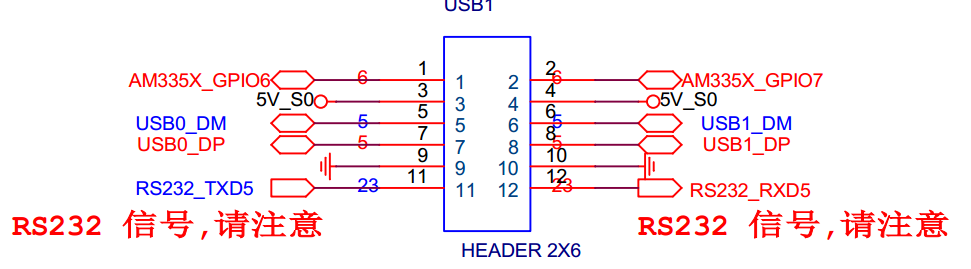 USB1
AM335X_GPIO6 6 1 1 2 2 6 AM335X_GPIO7
5V_S0 3 3 4 4 5V_S0
USB0_DM 5 5 5 6 6 5 USB1_DM
USB0_DP 5 7 7 8 8 5 USB1_DP
9 9 10 10
RS232_TXD5 23 11 11 12 12 23 RS232_RXD5
RS232 信号,请注意 RS232 信号,请注意
HEADER 2X6